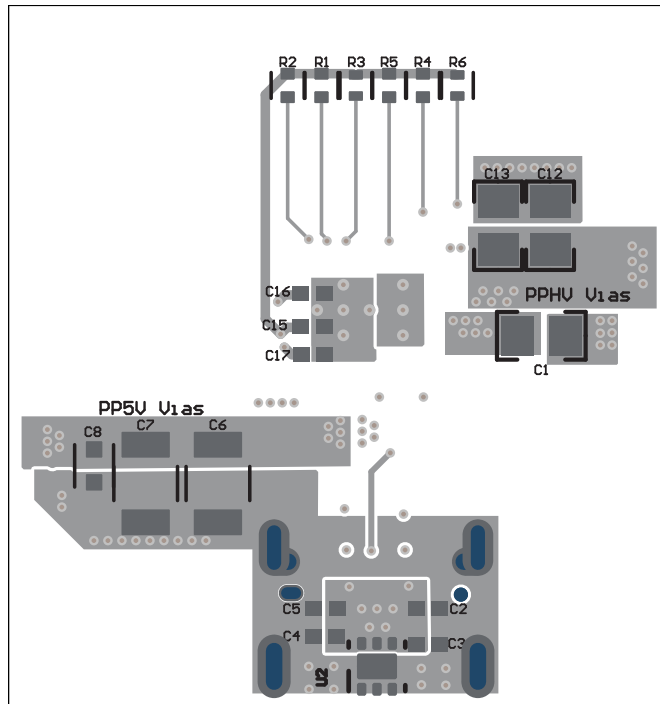 R2 R1 R3 R5 R4 R6
C13 C12
C16
PPHV Vias
C15
C17
C1
PP5V Vias
C8 C7 C6
C5 C2
C4 C3
U2